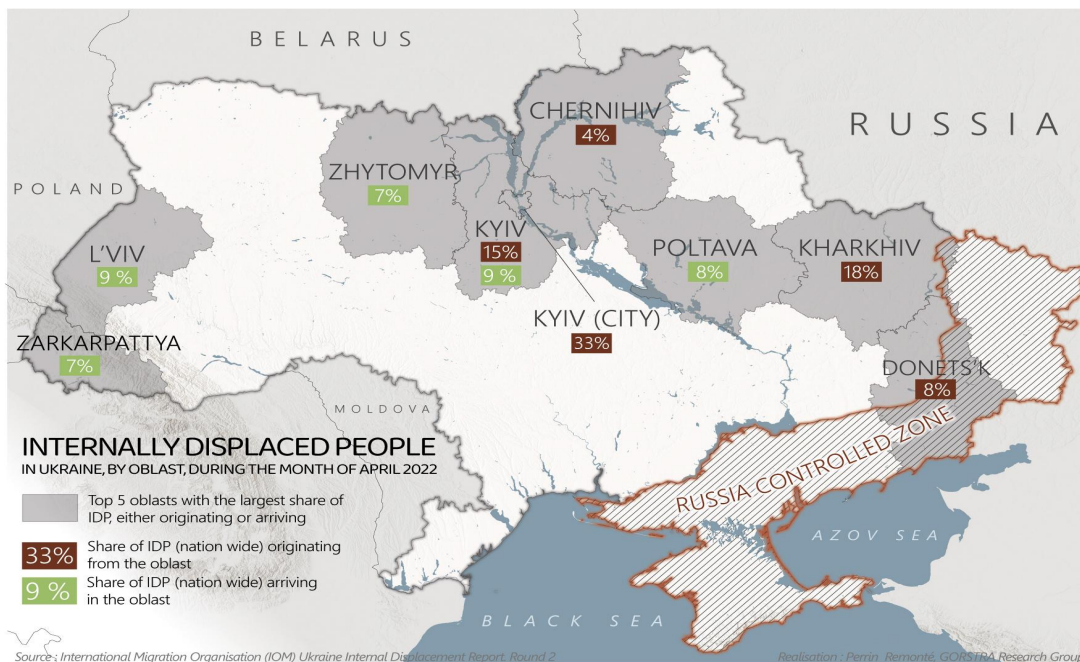 BELARUS
CHERNIHIV
4%
RUSSIA
ZHYTOMYR
7%
POLAND
KYIV
15%
9 %
L'VIV
9 %
POLTAVA
8%
KHARKHIV
18%
KYIV (CITY)
33%
ZARKARPATTYA
7%
DONETS'K
8%
MOLDOVA
RUSSIA CONTROLLED ZONE
AZOV SEA
BLACK SEA
INTERNALLY DISPLACED PEOPLE
IN UKRAINE, BY OBLAST, DURING THE MONTH OF APRIL 2022
Top 5 oblasts with the largest share of
IDP, either originating or arriving
33%
Share of IDP (nation wide) originating
from the oblast
9 %
Share of IDP (nation wide) arriving
in the oblast
Source : International Migration Organisation (IOM) Ukraine Internal Displacement Report, Round 2
Realisation : Perrin Remonté, GORSTRA Research Group